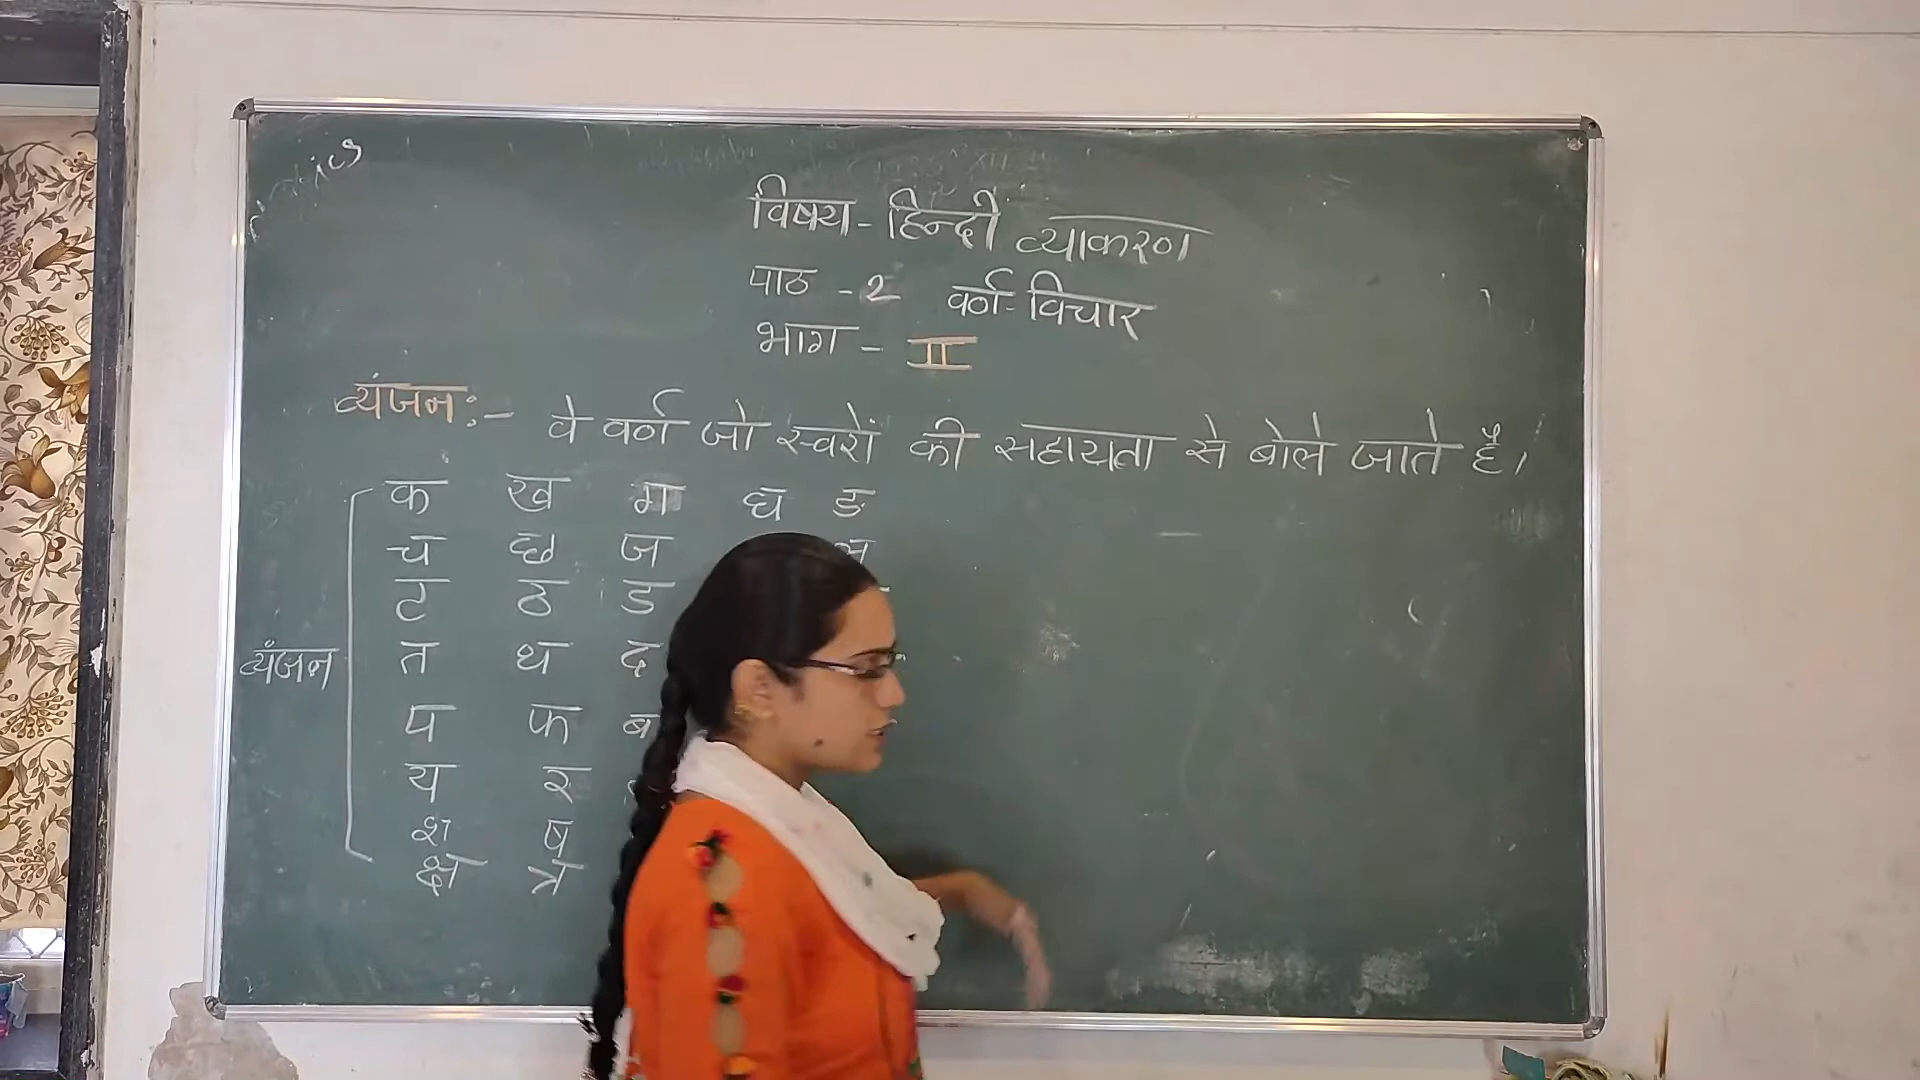 विषय - हिन्दी व्याकरण
पाठ - 2 वर्ण - विचार
भाग - II
व्यंजन :- वे वर्ण जो स्वरों की सहायता से बोले जाते है।
क ख ग घ ङ
च छ ज
ट ठ ड
व्यंजन त थ द
प फ ब
य र
श ष
क्ष त्र